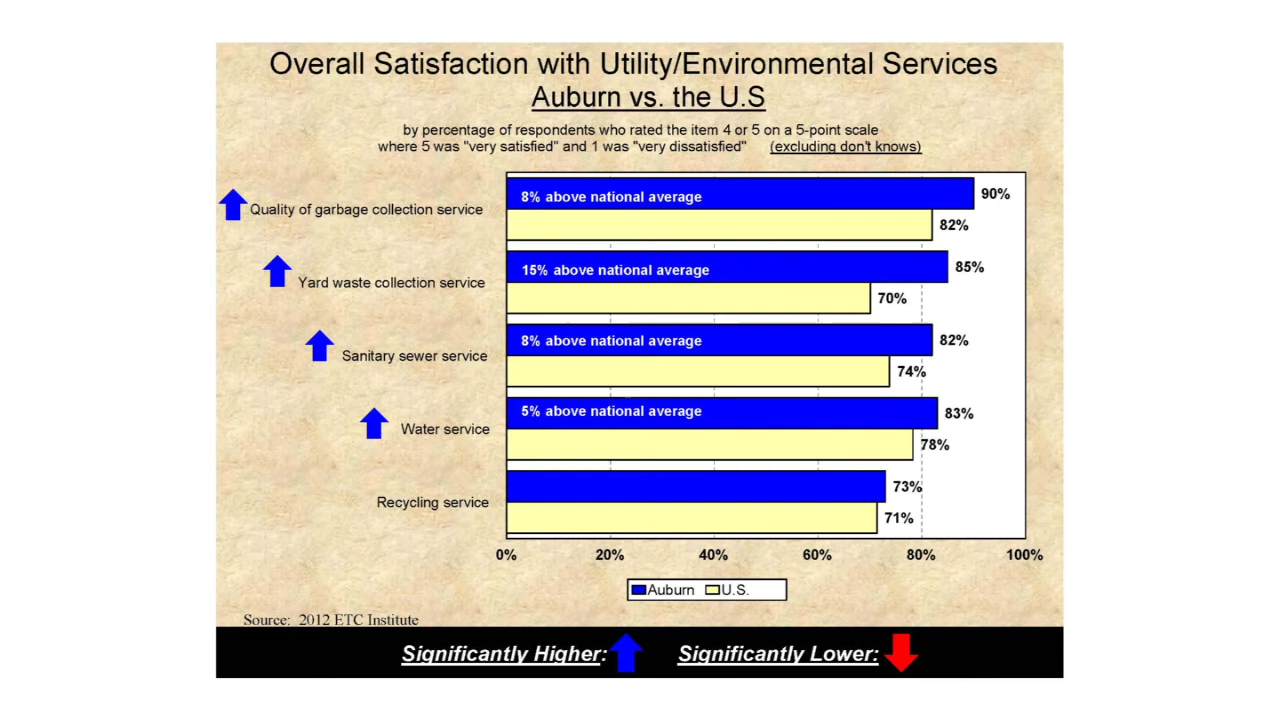 Overall Satisfaction with Utility/Environmental Services
Auburn vs. the U.S
by percentage of respondents who rated the item 4 or 5 on a 5-point scale
where 5 was "very satisfied" and 1 was "very dissatisfied" (excluding don't knows)
Quality of garbage collection service
8% above national average
90%
82%
Yard waste collection service
15% above national average
85%
70%
Sanitary sewer service
8% above national average
82%
74%
Water service
5% above national average
83%
78%
Recycling service
73%
71%
0% 20% 40% 60% 80% 100%
Auburn U.S.
Source: 2012 ETC Institute
Significantly Higher: Significantly Lower: